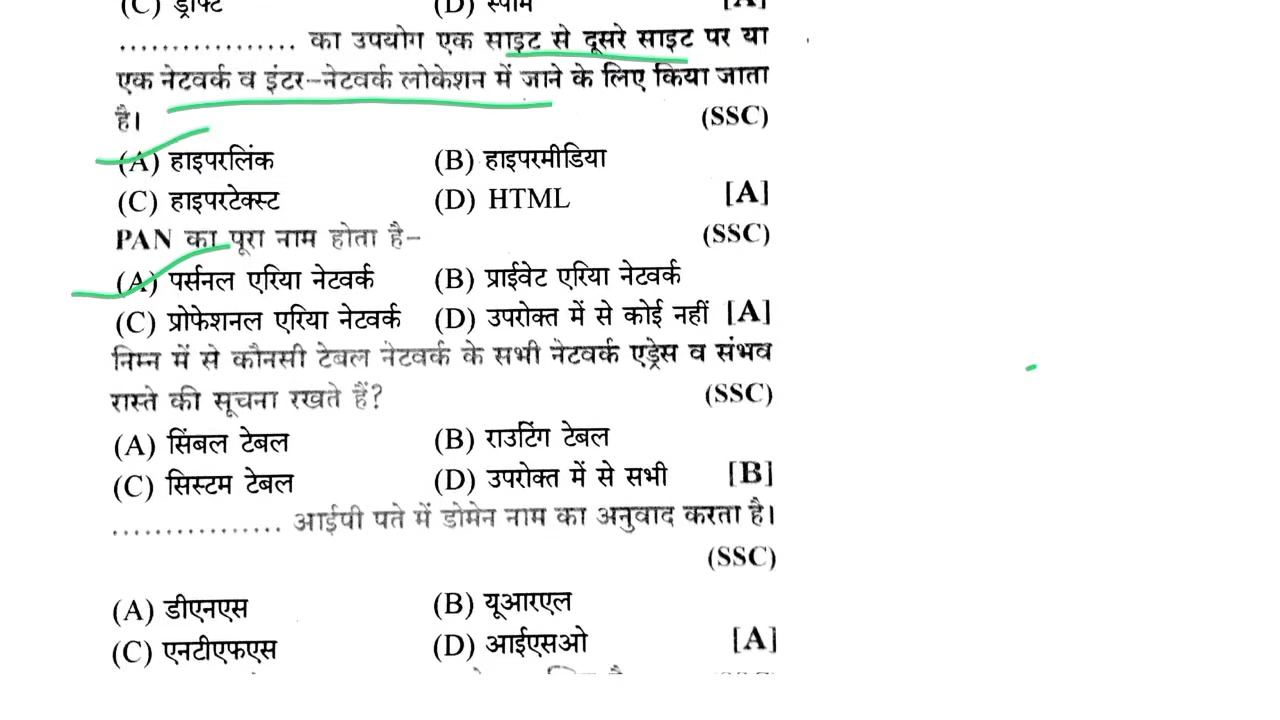 (C) ड्राफ्ट (D) स्पाम [A]
................. का उपयोग एक साइट से दूसरे साइट पर या
एक नेटवर्क व इंटर-नेटवर्क लोकेशन में जाने के लिए किया जाता
है। (SSC)
(A) हाइपरलिंक (B) हाइपरमीडिया
(C) हाइपरटेक्स्ट (D) HTML [A]
PAN का पूरा नाम होता है- (SSC)
(A) पर्सनल एरिया नेटवर्क (B) प्राईवेट एरिया नेटवर्क
(C) प्रोफेशनल एरिया नेटवर्क (D) उपरोक्त में से कोई नहीं [A]
निम्न में से कौनसी टेबल नेटवर्क के सभी नेटवर्क एड्रेस व संभव
रास्ते की सूचना रखते हैं? (SSC)
(A) सिंबल टेबल (B) राउटिंग टेबल
(C) सिस्टम टेबल (D) उपरोक्त में से सभी [B]
................ आईपी पते में डोमेन नाम का अनुवाद करता है।
(SSC)
(A) डीएनएस (B) यूआरएल
(C) एनटीएफएस (D) आईएसओ [A]